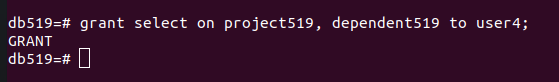 db519=# grant select on project519, dependent519 to user4;
GRANT
db519=#